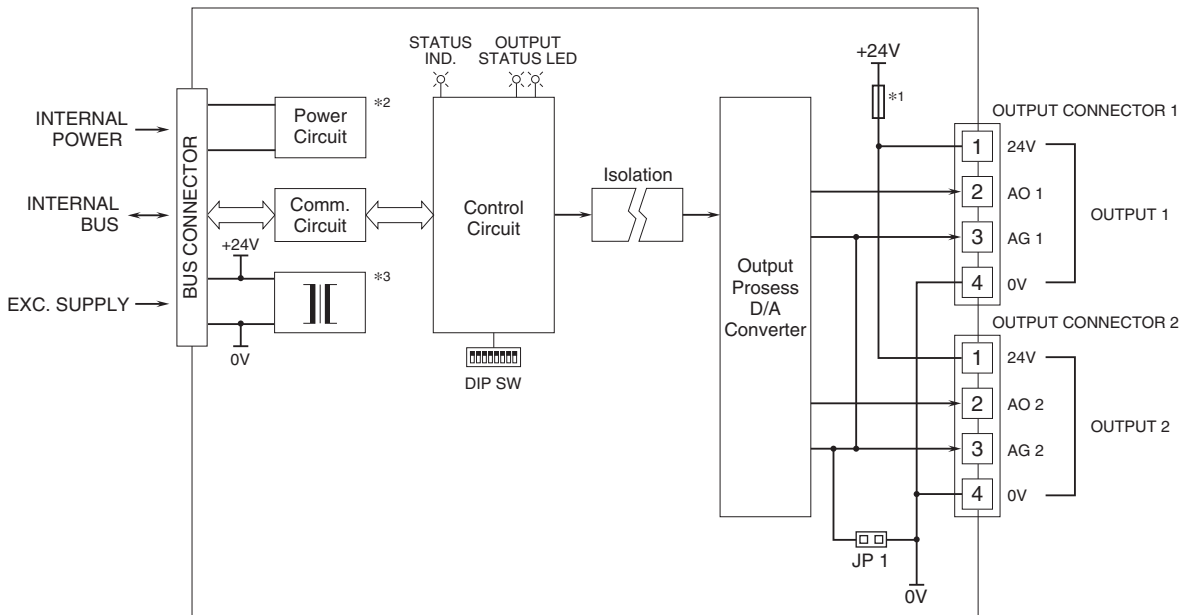 STATUS
IND.
OUTPUT
STATUS LED
+24V
*1
OUTPUT CONNECTOR 1
INTERNAL
POWER
BUS CONNECTOR
Power
Circuit
*2
1
24V
Isolation
2
AO 1
INTERNAL
BUS
Comm.
Circuit
Control
Circuit
OUTPUT 1
3
AG 1
+24V
*3
Output
Prosess
D/A
Converter
4
0V
EXC. SUPPLY
0V
OUTPUT CONNECTOR 2
DIP SW
1
24V
2
AO 2
OUTPUT 2
3
AG 2
4
0V
JP 1
0V